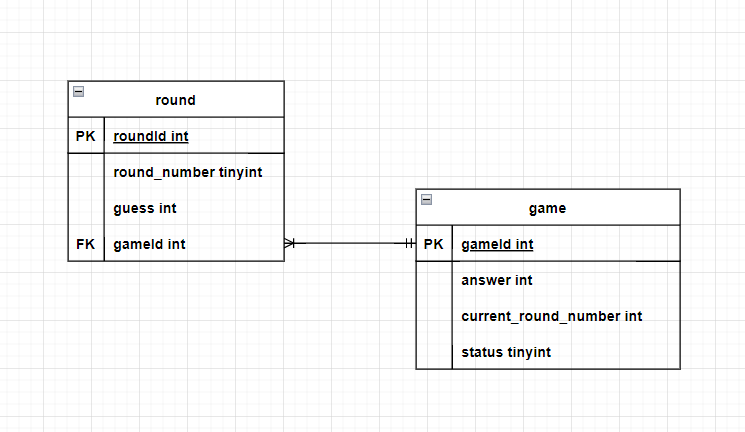 round
PK roundId int
round_number tinyint
guess int
FK gameId int
game
PK gameId int
answer int
current_round_number int
status tinyint